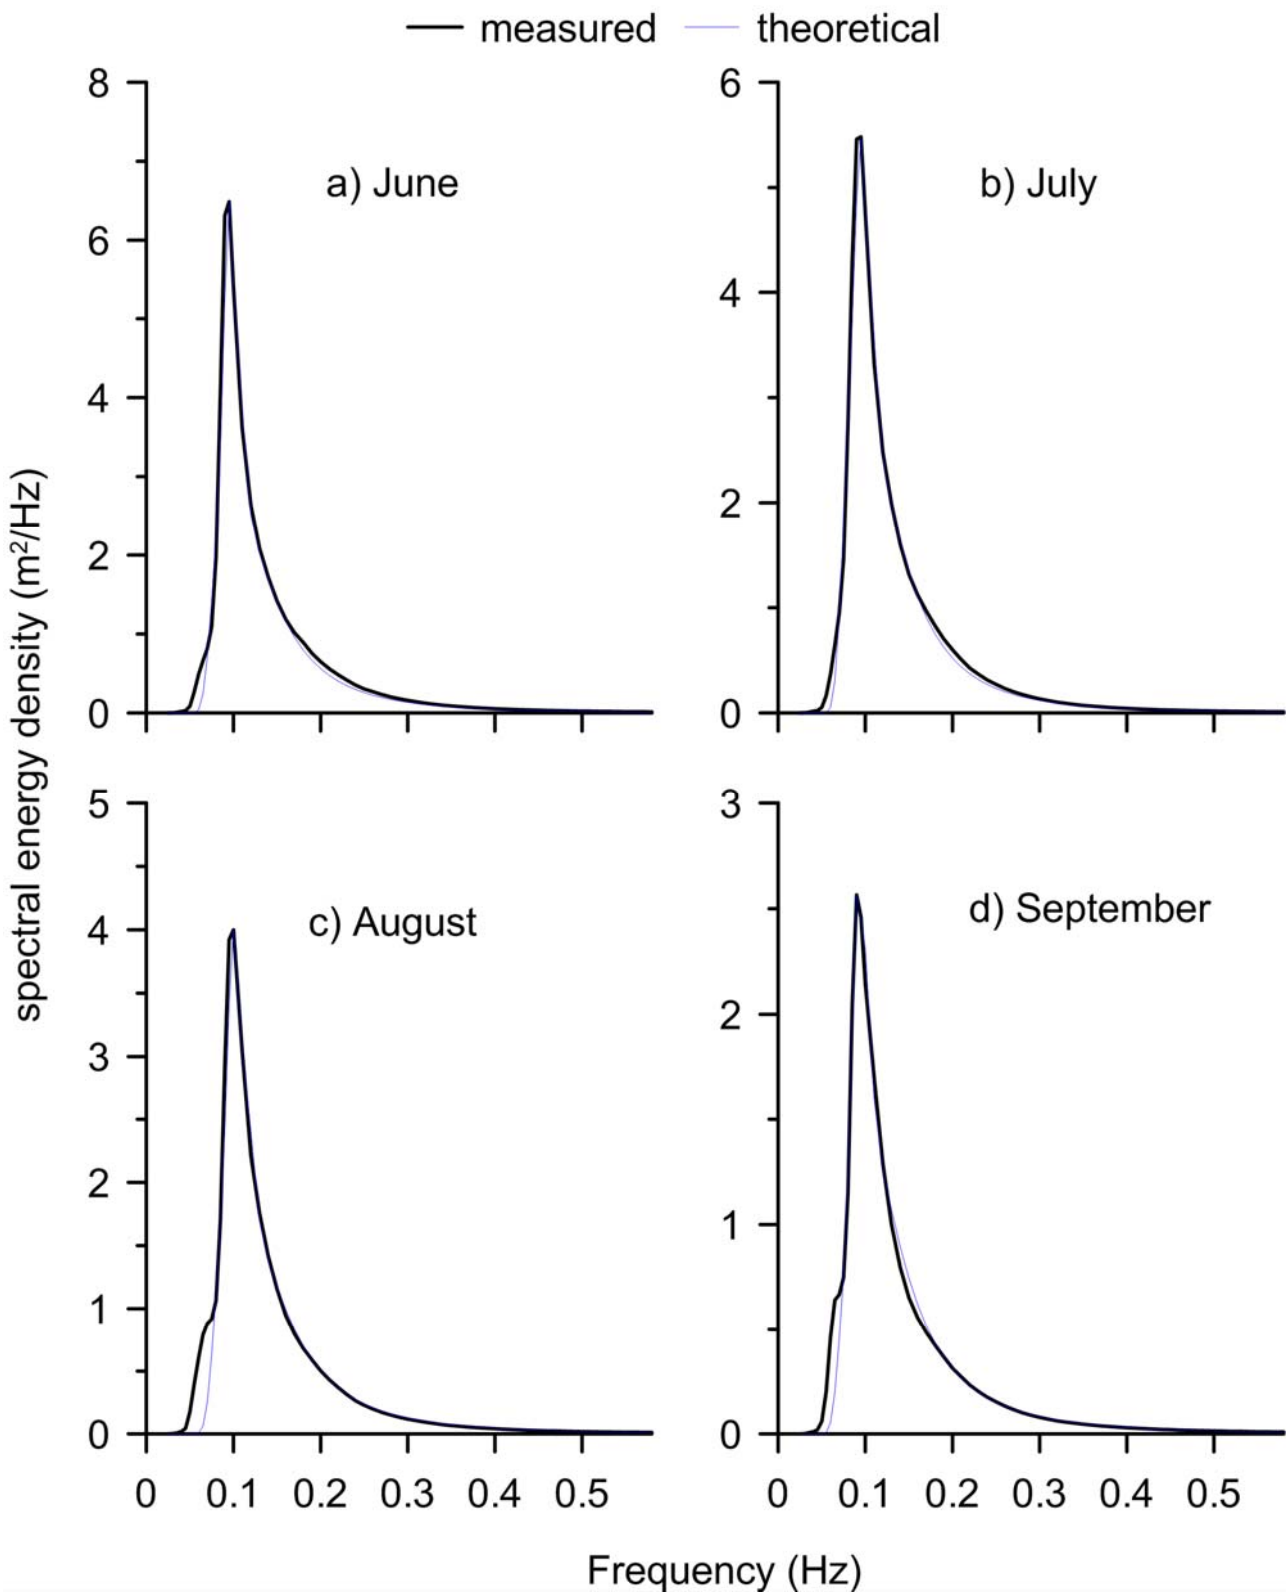 measured theoretical
spectral energy density (m²/Hz)
a) June
8
6
4
2
0
b) July
6
4
2
0
c) August
5
4
3
2
1
0
0 0.1 0.2 0.3 0.4 0.5
d) September
3
2
1
0
0 0.1 0.2 0.3 0.4 0.5
Frequency (Hz)